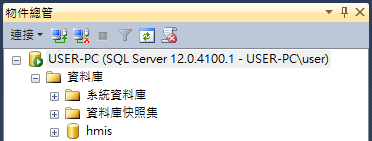 物件總管
連接
USER-PC (SQL Server 12.0.4100.1 - USER-PC\user)
資料庫
系統資料庫
資料庫快照集
hmis